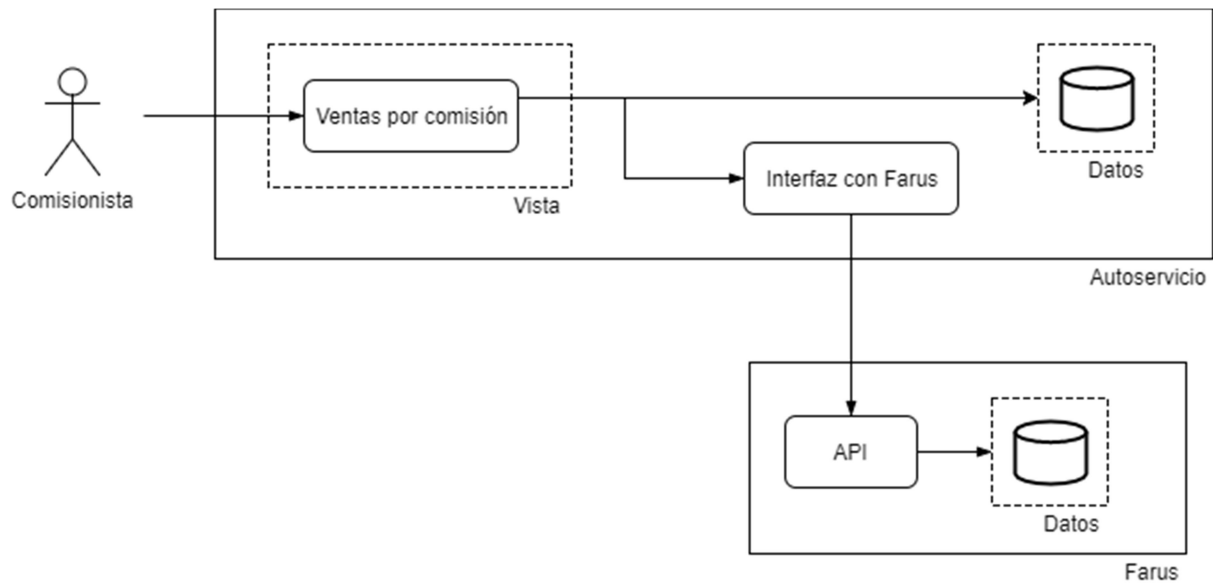 Comisionista
Ventas por comisión
Vista
Interfaz con Farus
Datos
Autoservicio
API
Datos
Farus